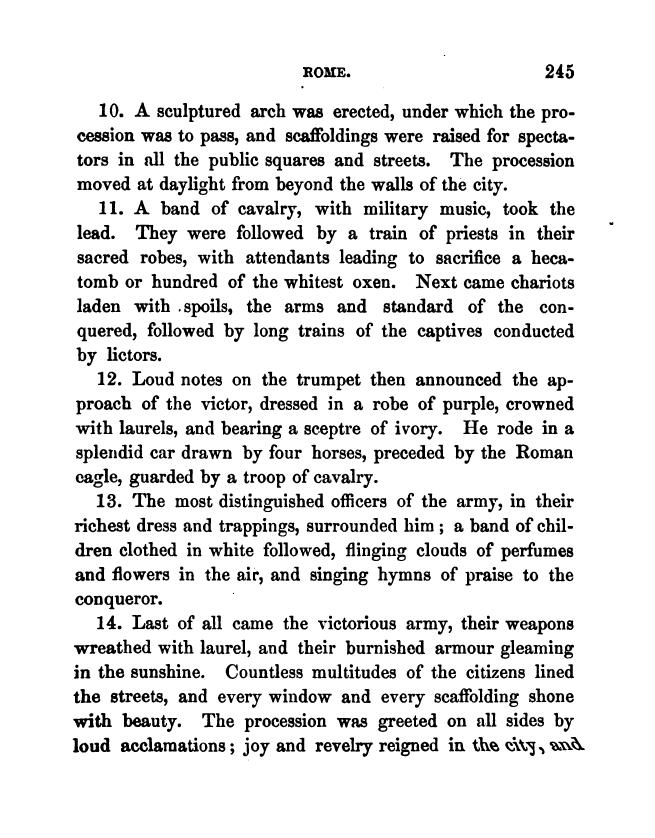 ROME. 245
10. A sculptured arch was erected, under which the pro-
cession was to pass, and scaffoldings were raised for specta-
tors in all the public squares and streets. The procession
moved at daylight from beyond the walls of the city.
11. A band of cavalry, with military music, took the
lead. They were followed by a train of priests in their
sacred robes, with attendants leading to sacrifice a heca-
tomb or hundred of the whitest oxen. Next came chariots
laden with spoils, the arms and standard of the con-
quered, followed by long trains of the captives conducted
by lictors.
12. Loud notes on the trumpet then announced the ap-
proach of the victor, dressed in a robe of purple, crowned
with laurels, and bearing a sceptre of ivory. He rode in a
splendid car drawn by four horses, preceded by the Roman
eagle, guarded by a troop of cavalry.
13. The most distinguished officers of the army, in their
richest dress and trappings, surrounded him; a band of chil-
dren clothed in white followed, flinging clouds of perfumes
and flowers in the air, and singing hymns of praise to the
conqueror.
14. Last of all came the victorious army, their weapons
wreathed with laurel, and their burnished armour gleaming
in the sunshine. Countless multitudes of the citizens lined
the streets, and every window and every scaffolding shone
with beauty. The procession was greeted on all sides by
loud acclamations; joy and revelry reigned in the city, and